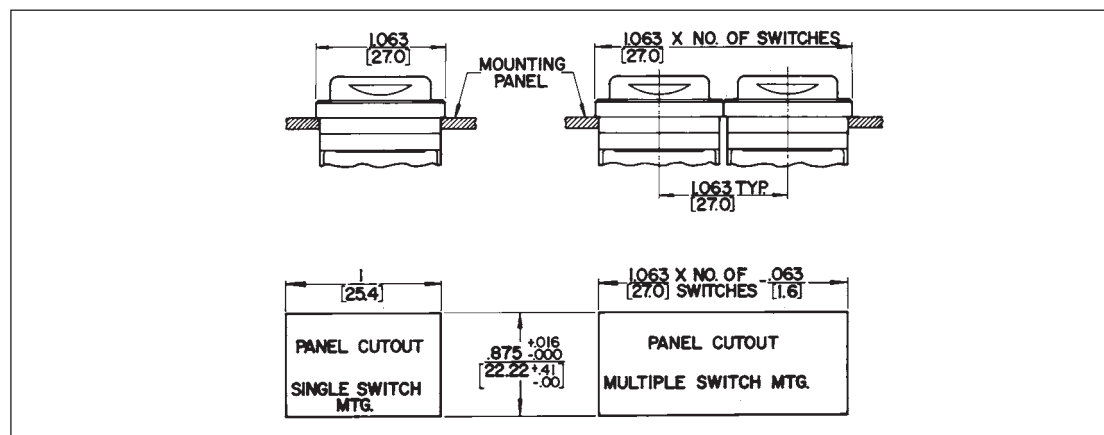 1.063
[27.0]
MOUNTING
PANEL
1.063 X NO. OF SWITCHES
[27.0]
1.063 TYP.
[27.0]
1
[25.4]
1.063 X NO. OF -.063
[27.0] SWITCHES [1.6]
PANEL CUTOUT
SINGLE SWITCH
MTG.
.875 +.016 -.000
[22.22 +.41 -.00]
PANEL CUTOUT
MULTIPLE SWITCH MTG.